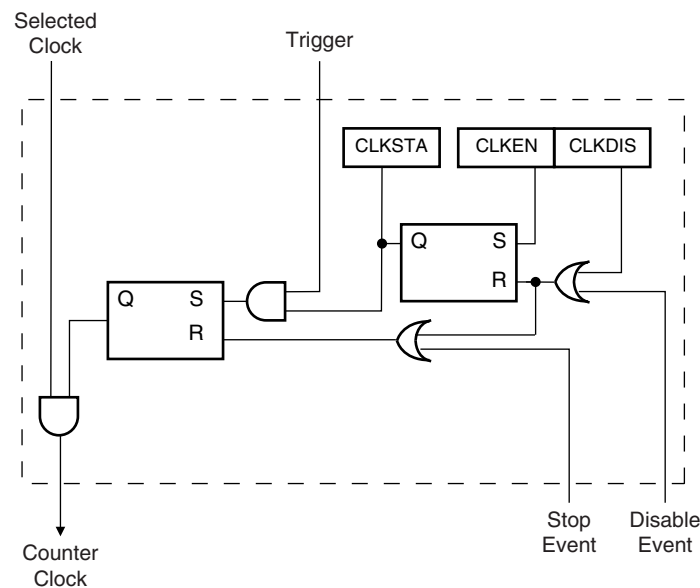 Selected
Clock
Trigger
CLKSTA
CLKEN
CLKDIS
Q
S
R
Q
S
R
Stop
Event
Disable
Event
Counter
Clock